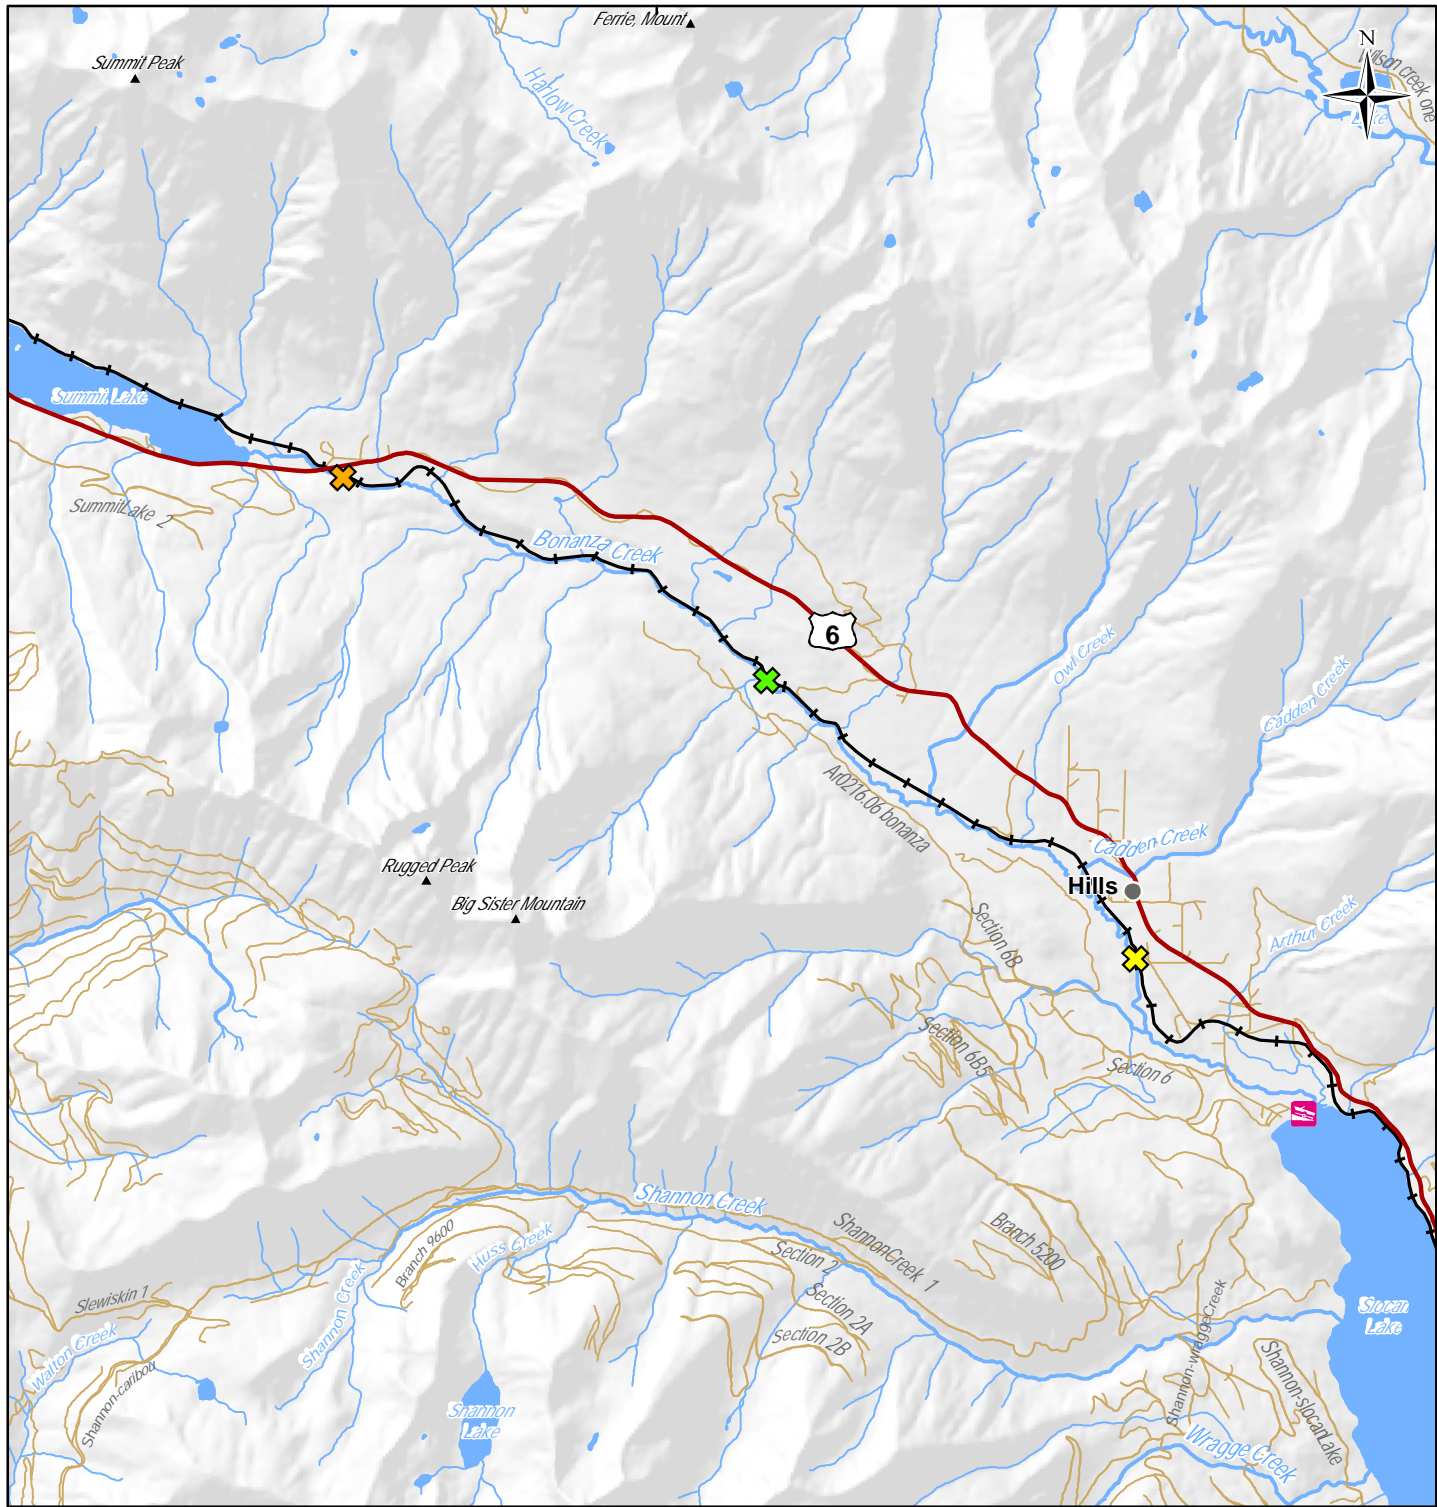 Ferrie, Mount
N
Summit Peak
Wilson creek one
Harlow Creek
Lake
Summit Lake
SummitLake 2
Bonanza Creek
6
Owl Creek
Cadden Creek
Ar0216.06 bonanza
Cadden Creek
Rugged Peak
Hills
Big Sister Mountain
Section 6B
Arthur Creek
Section 6B5
Section 6
Shannon Creek
ShannonCreek 1
Branch 5200
Branch 9600
Huss Creek
Section 2
Slewiskin 1
Shannon Creek
Section 2A
Shannon-wraggeCreek
Slocan
Lake
Walton Creek
Section 2B
Shannon-caribou
Shannon-slocanLake
Shannon
Lake
Wragge Creek